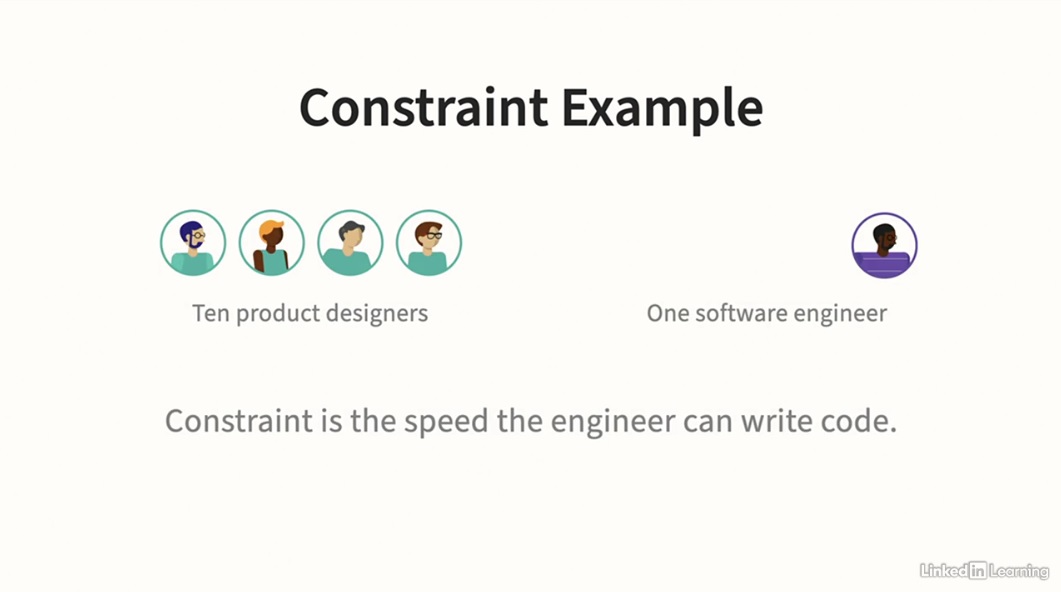 Constraint Example
Ten product designers
One software engineer
Constraint is the speed the engineer can write code.
Linked in Learning